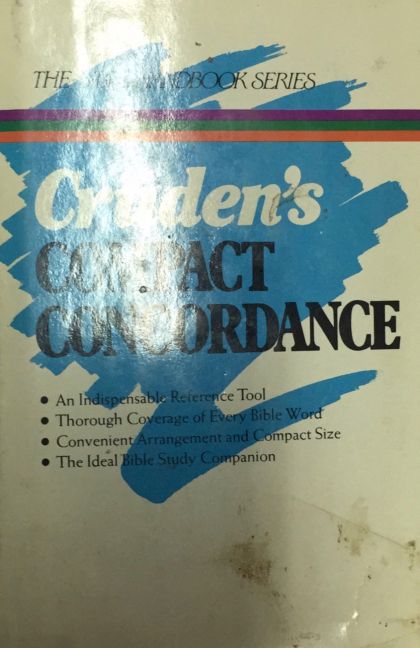 THE HANDBOOK SERIES
Cruden's
COMPACT
CONCORDANCE
• An Indispensable Reference Tool
• Thorough Coverage of Every Bible Word
• Convenient Arrangement and Compact Size
• The Ideal Bible Study Companion